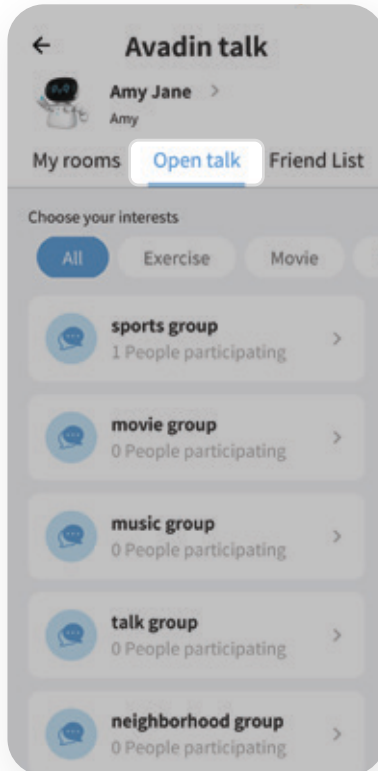 Avadin talk
Amy Jane
Amy
My rooms Open talk Friend List
Choose your interests
All Exercise Movie
sports group
1 People participating
movie group
0 People participating
music group
0 People participating
talk group
0 People participating
neighborhood group
0 People participating